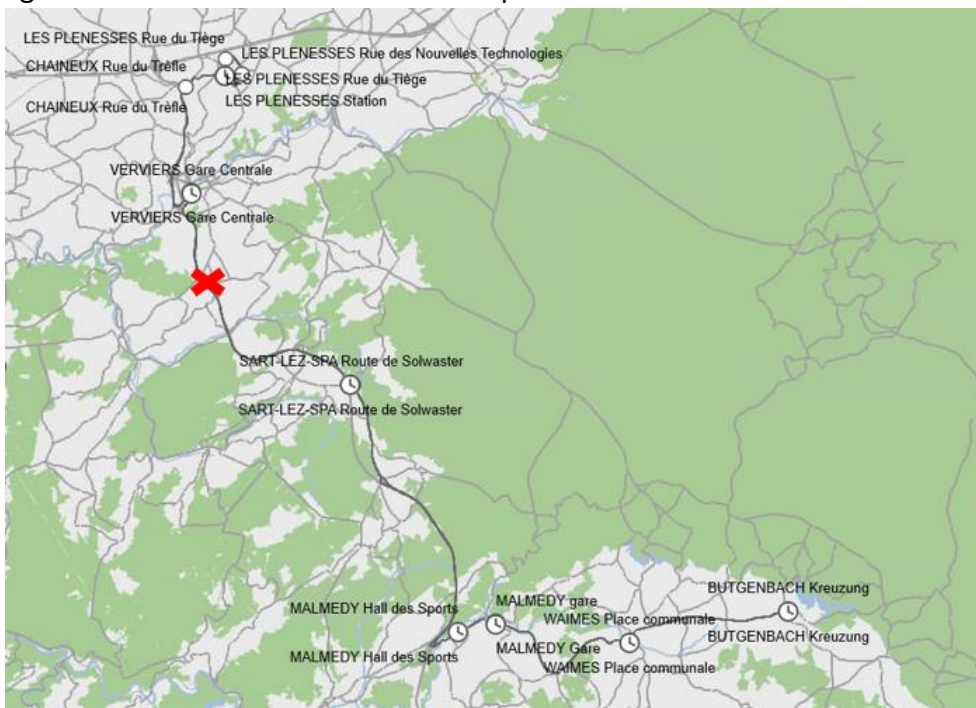 LES PLENESSES Rue du Tiège
LES PLENESSES Rue des Nouvelles Technologies
CHAINEUX Rue du Trèfle
LES PLENESSES Rue du Tiège
LES PLENESSES Station
CHAINEUX Rue du Trèfle
VERVIERS Gare Centrale
VERVIERS Gare Centrale
SART-LEZ-SPA Route de Solwaster
SART-LEZ-SPA Route de Solwaster
BUTGENBACH Kreuzung
MALMEDY gare
MALMEDY Hall des Sports
WAIMES Place communale
BUTGENBACH Kreuzung
MALMEDY Gare
MALMEDY Hall des Sports
WAIMES Place communale